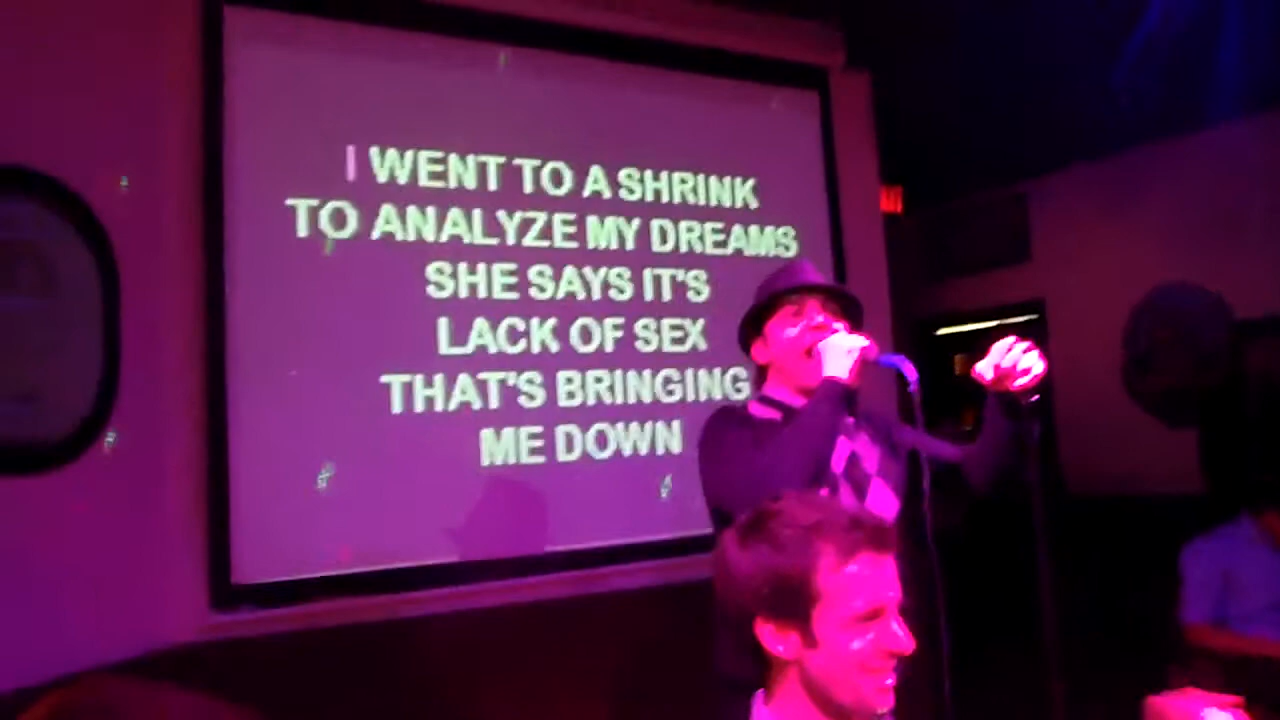 I WENT TO A SHRINK
TO ANALYZE MY DREAMS
SHE SAYS IT'S
LACK OF SEX
THAT'S BRINGING
ME DOWN